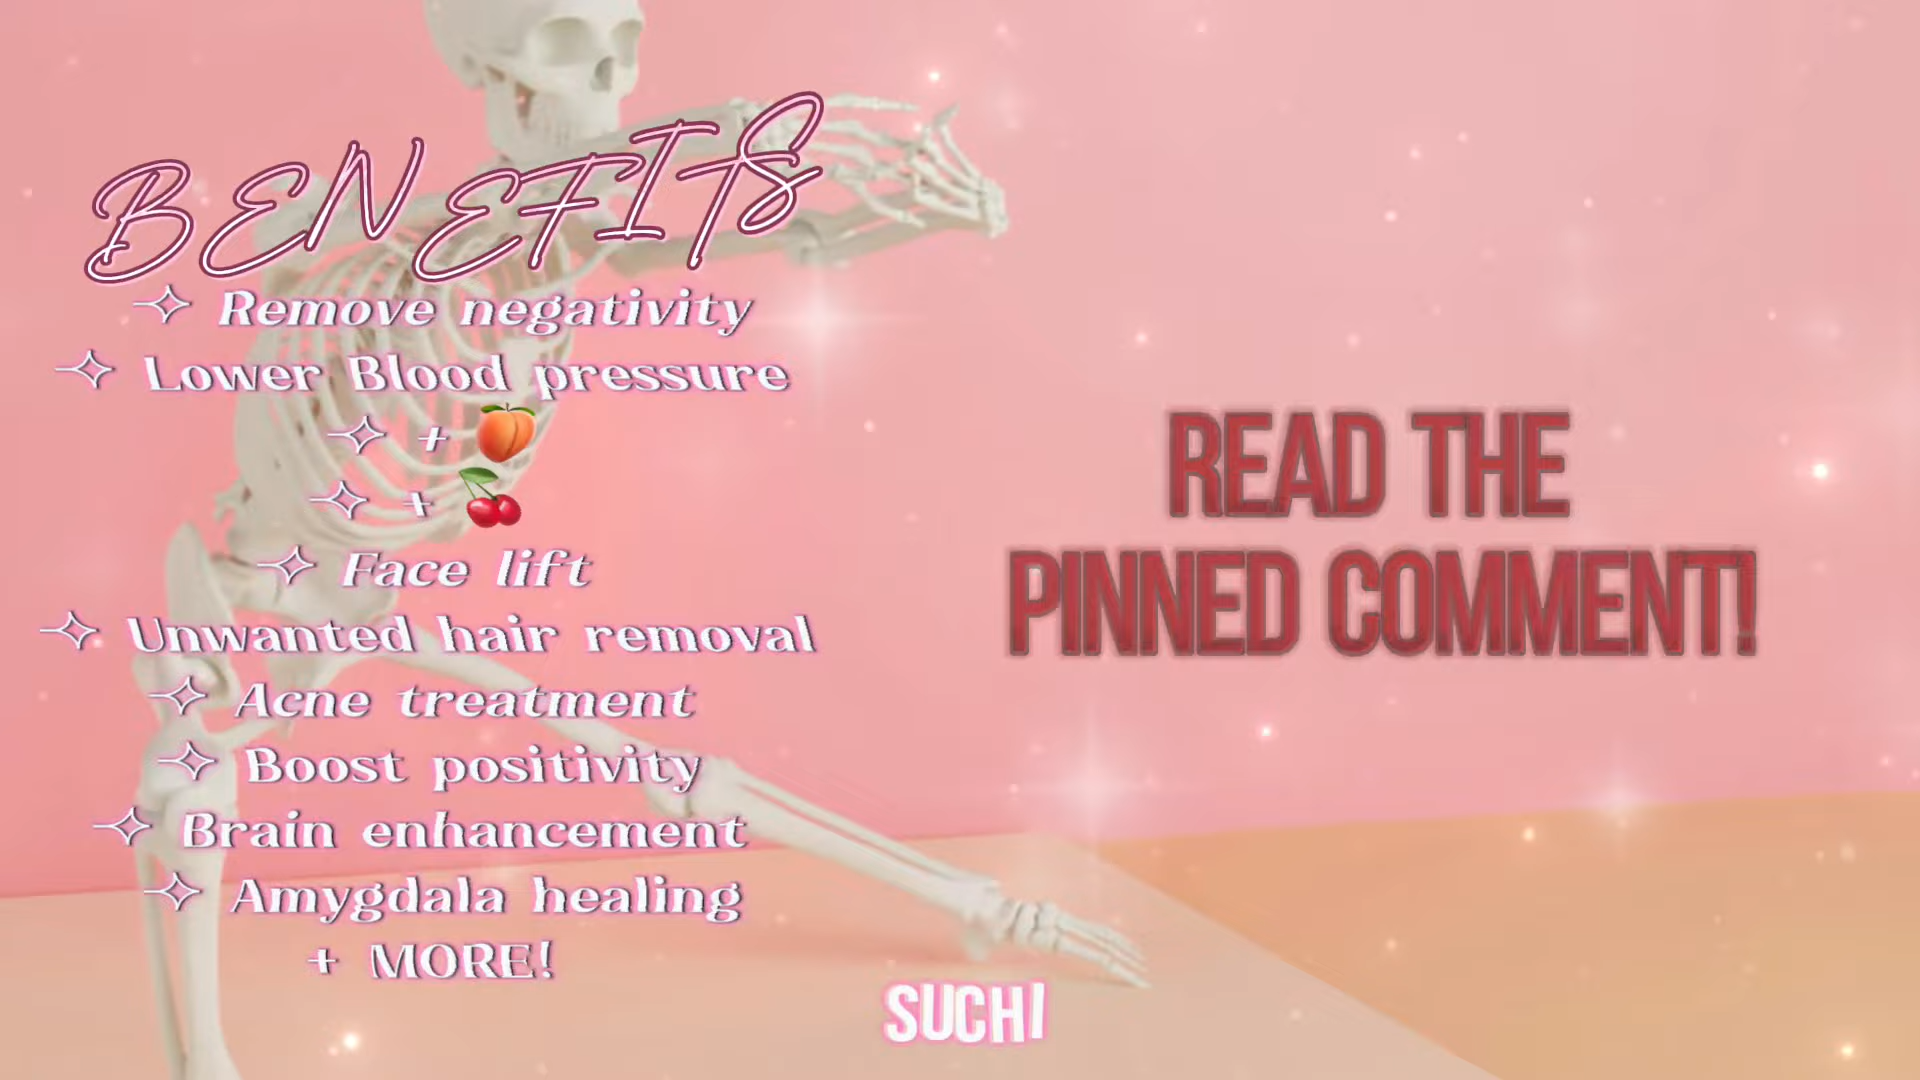 BENEFITS
✧ Remove negativity
✧ Lower Blood pressure
✧ + 🍑
✧ + 🍒
✧ Face lift
✧ Unwanted hair removal
✧ Acne treatment
✧ Boost positivity
✧ Brain enhancement
✧ Amygdala healing
+ MORE!
READ THE
PINNED COMMENT!
SUCHI